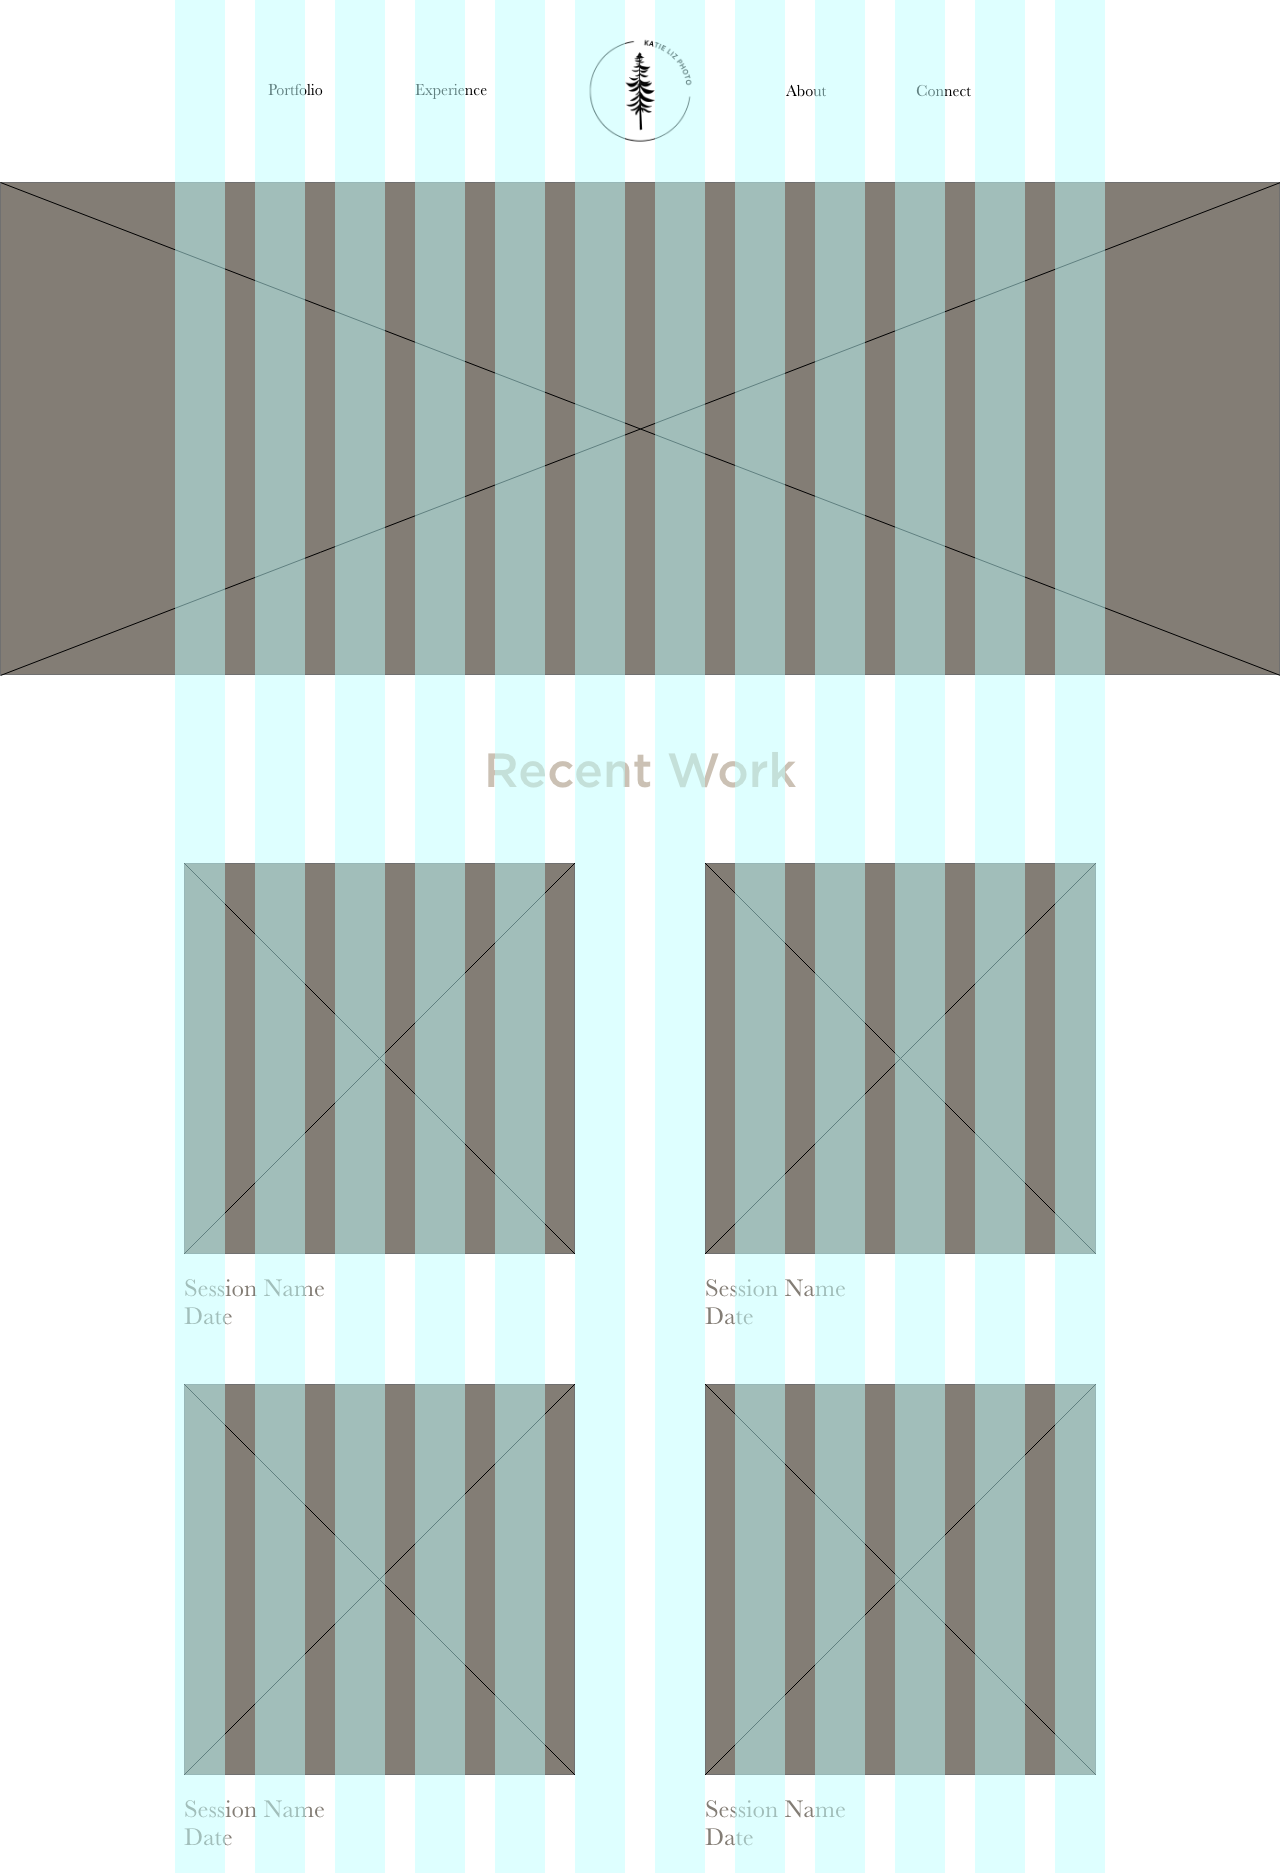 Portfolio
Experience
KATIE LIZ PHOTO
About
Connect
Recent Work
Session Name
Date
Session Name
Date
Session Name
Date
Session Name
Date